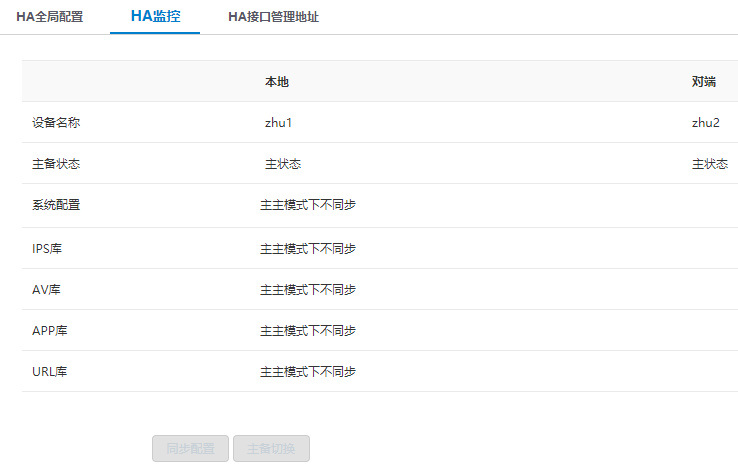 HA全局配置 HA监控 HA接口管理地址
本地 对端
设备名称 zhu1 zhu2
主备状态 主状态 主状态
系统配置 主主模式下不同步
IPS库 主主模式下不同步
AV库 主主模式下不同步
APP库 主主模式下不同步
URL库 主主模式下不同步
同步配置 主备切换